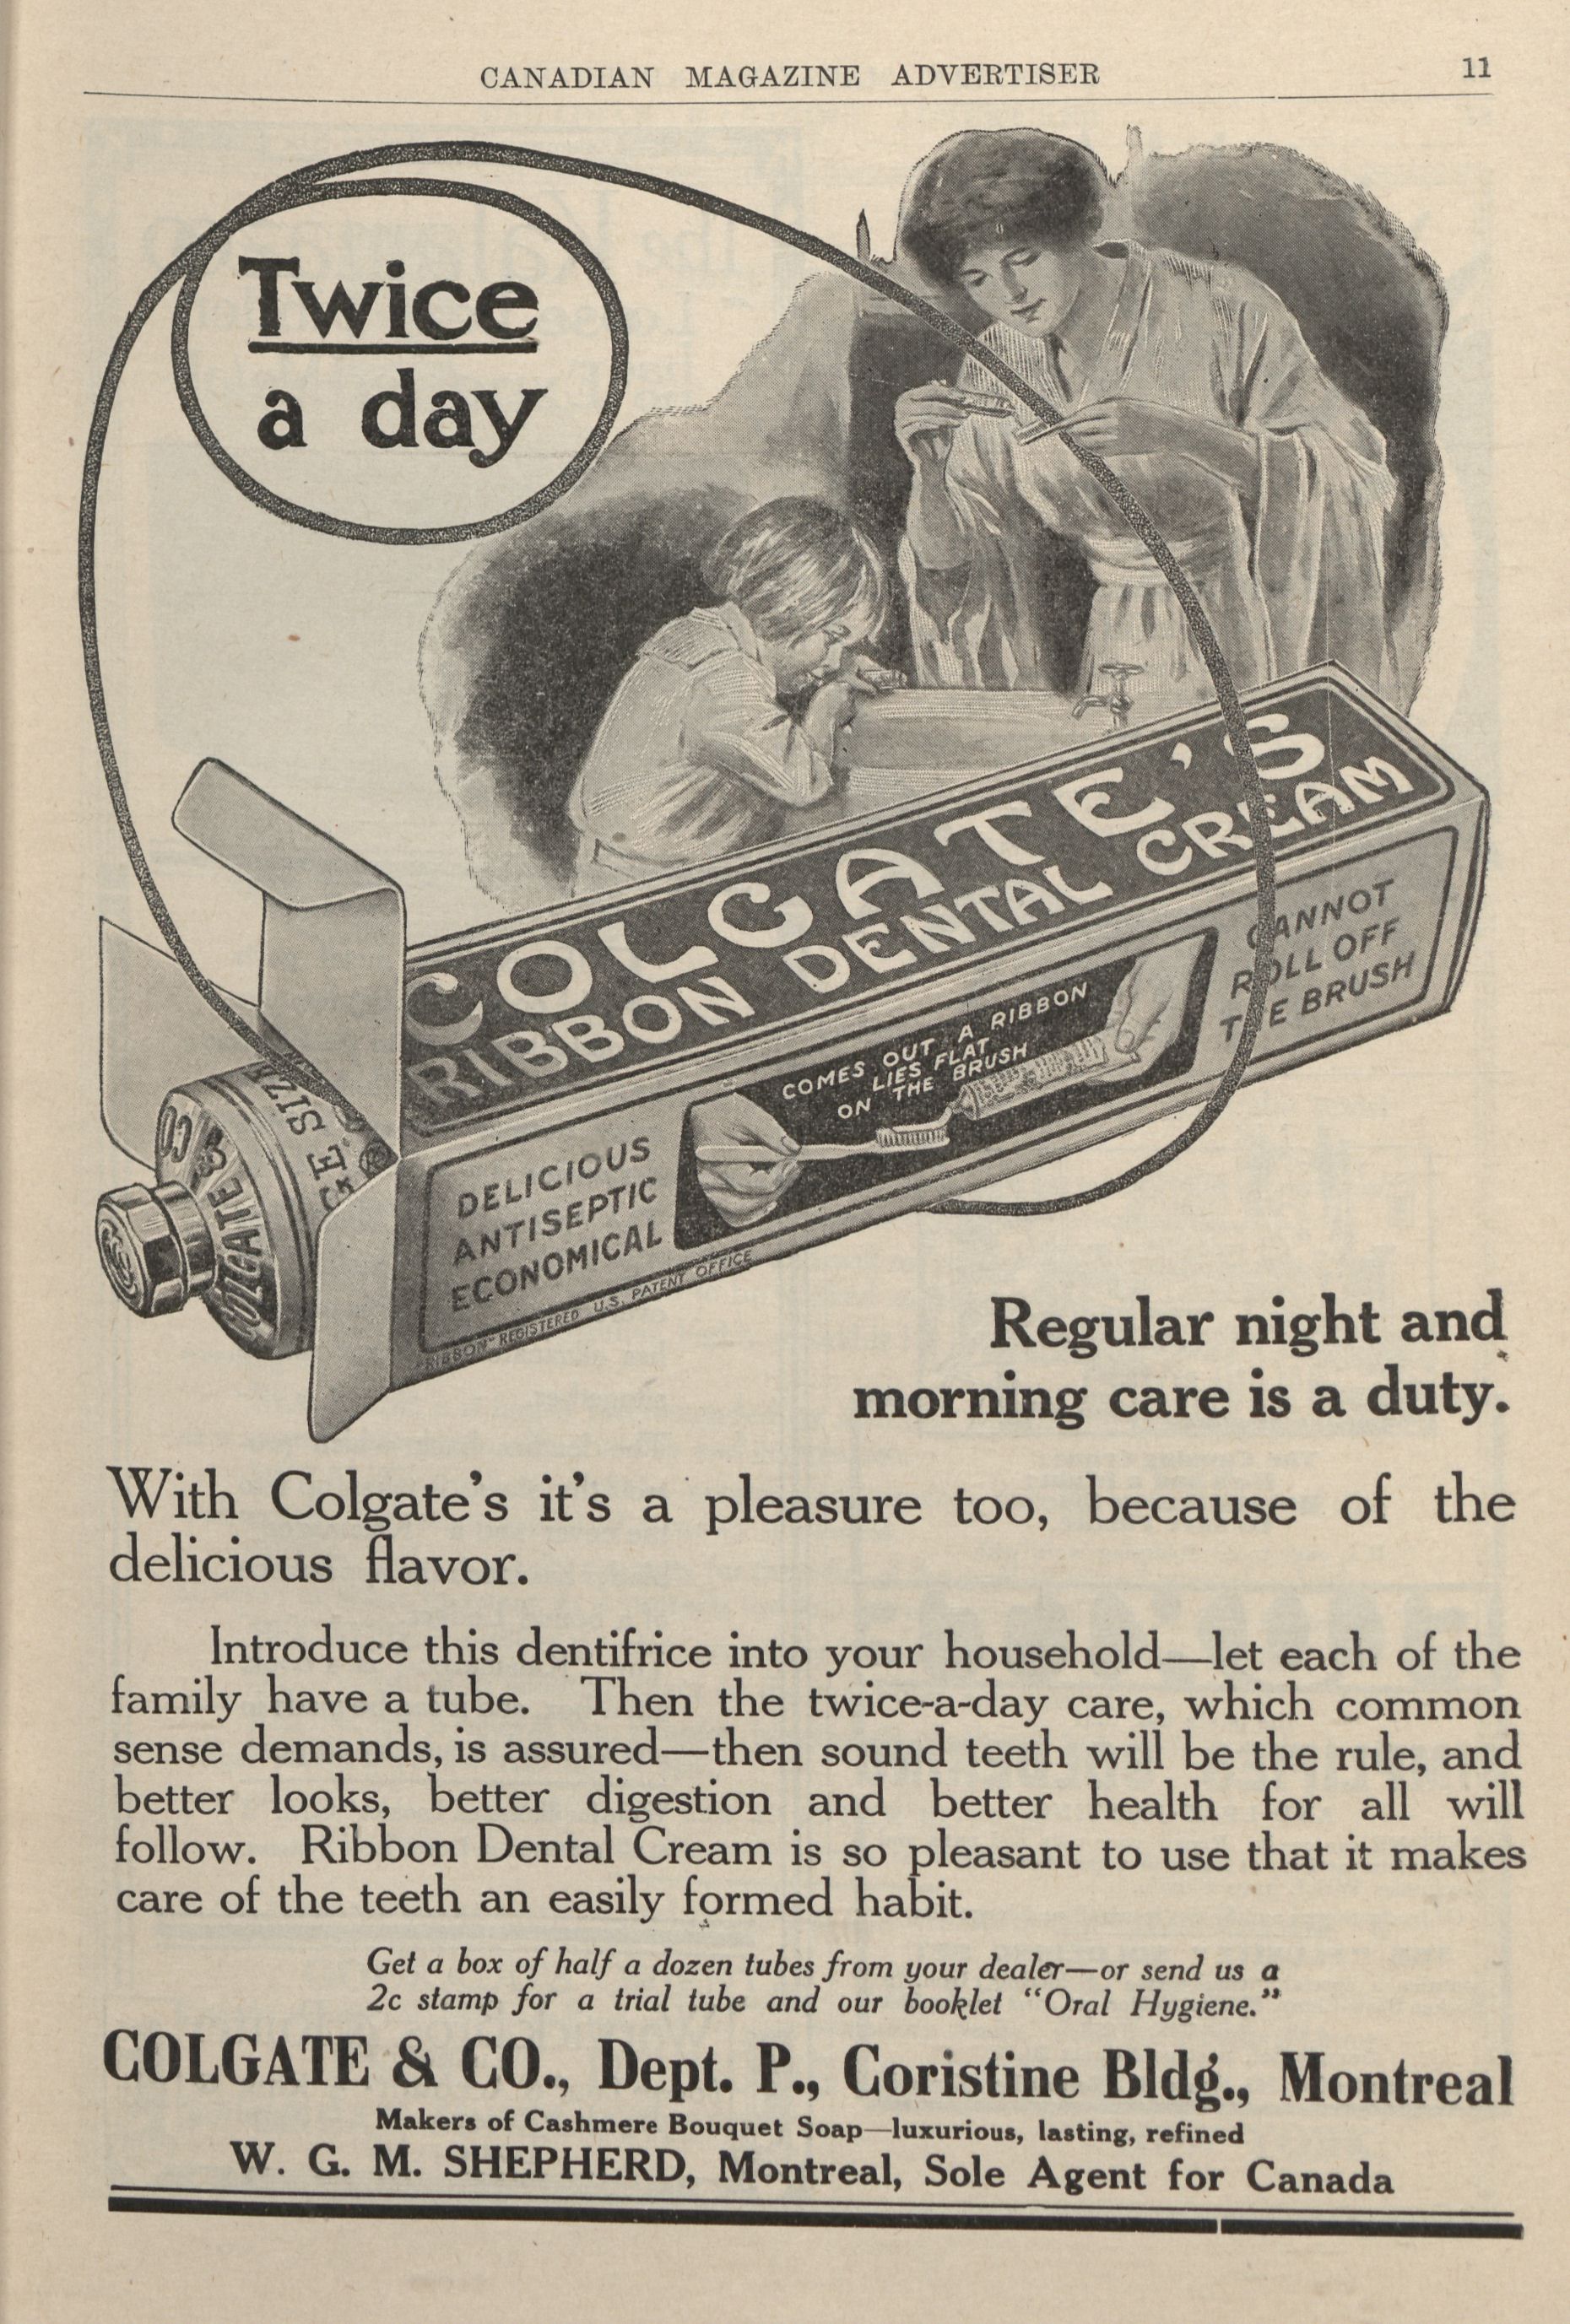 CANADIAN MAGAZINE ADVERTISER 11
Twice
a day
COLGATE'S
RIBBON DENTAL CREAM
COMES OUT A RIBBON
LIES FLAT
ON THE BRUSH
CANNOT
ROLL OFF
THE BRUSH
DELICIOUS
ANTISEPTIC
ECONOMICAL
"RIBBON" REGISTERED U.S. PATENT OFFICE
COLGATE &
Regular night and
morning care is a duty.
With Colgate's it's a pleasure too, because of the
delicious flavor.
Introduce this dentifrice into your household—let each of the
family have a tube. Then the twice-a-day care, which common
sense demands, is assured—then sound teeth will be the rule, and
better looks, better digestion and better health for all will
follow. Ribbon Dental Cream is so pleasant to use that it makes
care of the teeth an easily formed habit.
Get a box of half a dozen tubes from your dealer—or send us a
2c stamp for a trial tube and our booklet "Oral Hygiene."
COLGATE & CO., Dept. P., Coristine Bldg., Montreal
Makers of Cashmere Bouquet Soap—luxurious, lasting, refined
W. G. M. SHEPHERD, Montreal, Sole Agent for Canada